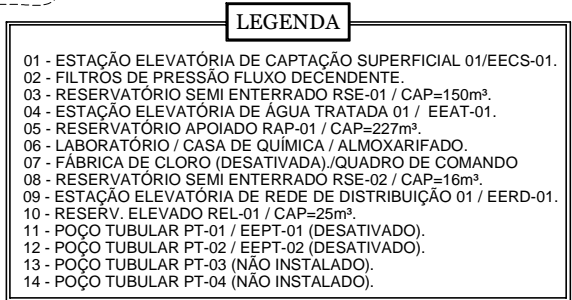 LEGENDA
01 - ESTAÇÃO ELEVATÓRIA DE CAPTAÇÃO SUPERFICIAL 01/EECS-01.
02 - FILTROS DE PRESSÃO FLUXO DECENDENTE.
03 - RESERVATÓRIO SEMI ENTERRADO RSE-01 / CAP=150m³.
04 - ESTAÇÃO ELEVATÓRIA DE ÁGUA TRATADA 01 / EEAT-01.
05 - RESERVATÓRIO APOIADO RAP-01 / CAP=227m³.
06 - LABORATÓRIO / CASA DE QUÍMICA / ALMOXARIFADO.
07 - FÁBRICA DE CLORO (DESATIVADA)./QUADRO DE COMANDO
08 - RESERVATÓRIO SEMI ENTERRADO RSE-02 / CAP=16m³.
09 - ESTAÇÃO ELEVATÓRIA DE REDE DE DISTRIBUIÇÃO 01 / EERD-01.
10 - RESERV. ELEVADO REL-01 / CAP=25m³.
11 - POÇO TUBULAR PT-01 / EEPT-01 (DESATIVADO).
12 - POÇO TUBULAR PT-02 / EEPT-02 (DESATIVADO).
13 - POÇO TUBULAR PT-03 (NÃO INSTALADO).
14 - POÇO TUBULAR PT-04 (NÃO INSTALADO).